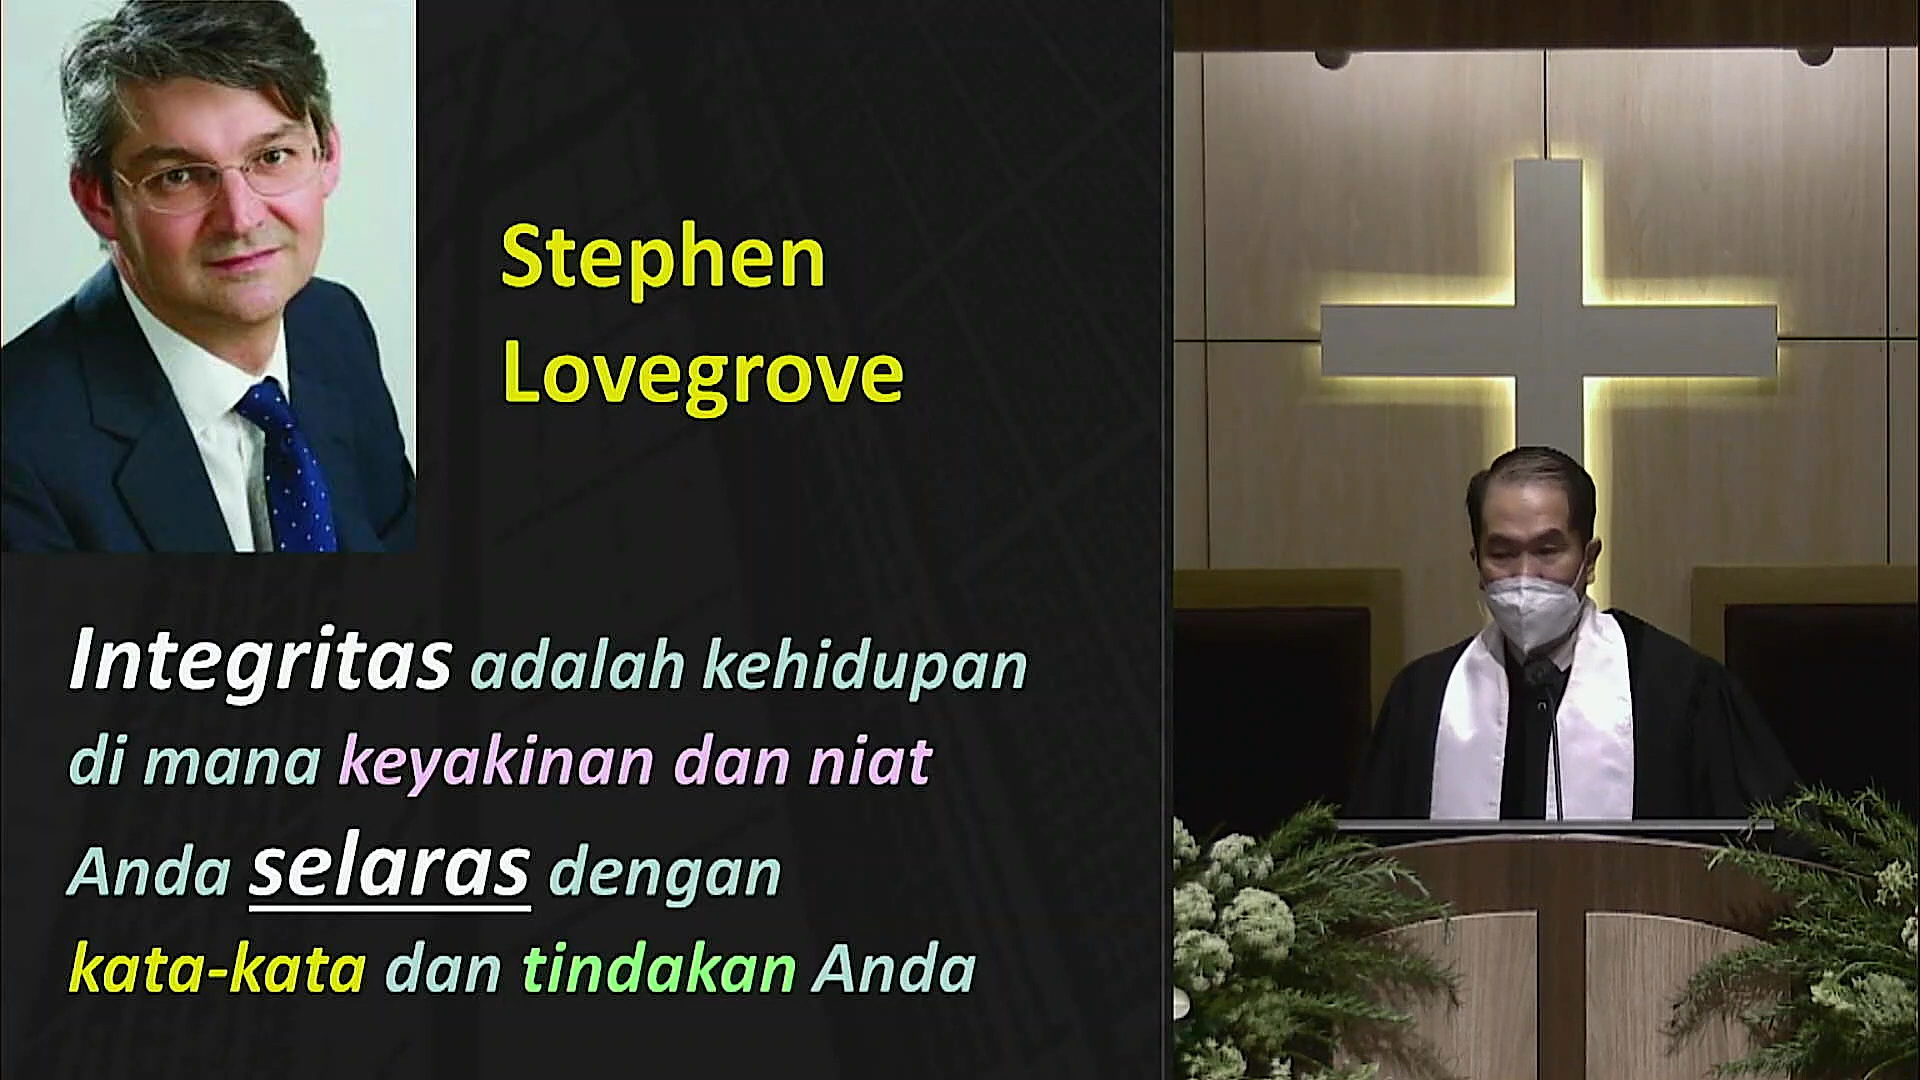 Stephen
Lovegrove
Integritas adalah kehidupan
di mana keyakinan dan niat
Anda selaras dengan
kata-kata dan tindakan Anda